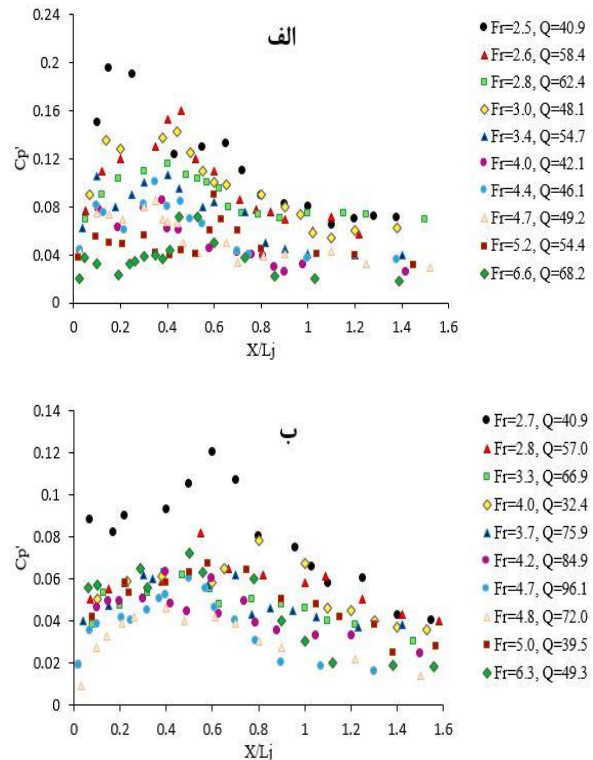 الف
0.24
0.2
0.16
0.12
0.08
0.04
0
Cp'
0 0.2 0.4 0.6 0.8 1 1.2 1.4 1.6
X/Lj
Fr=2.5, Q=40.9
Fr=2.6, Q=58.4
Fr=2.8, Q=62.4
Fr=3.0, Q=48.1
Fr=3.4, Q=54.7
Fr=4.0, Q=42.1
Fr=4.4, Q=46.1
Fr=4.7, Q=49.2
Fr=5.2, Q=54.4
Fr=6.6, Q=68.2
ب
0.14
0.12
0.1
0.08
0.06
0.04
0.02
0
Cp'
0 0.2 0.4 0.6 0.8 1 1.2 1.4 1.6
X/Lj
Fr=2.7, Q=40.9
Fr=2.8, Q=57.0
Fr=3.3, Q=66.9
Fr=4.0, Q=32.4
Fr=3.7, Q=75.9
Fr=4.2, Q=84.9
Fr=4.7, Q=96.1
Fr=4.8, Q=72.0
Fr=5.0, Q=39.5
Fr=6.3, Q=49.3